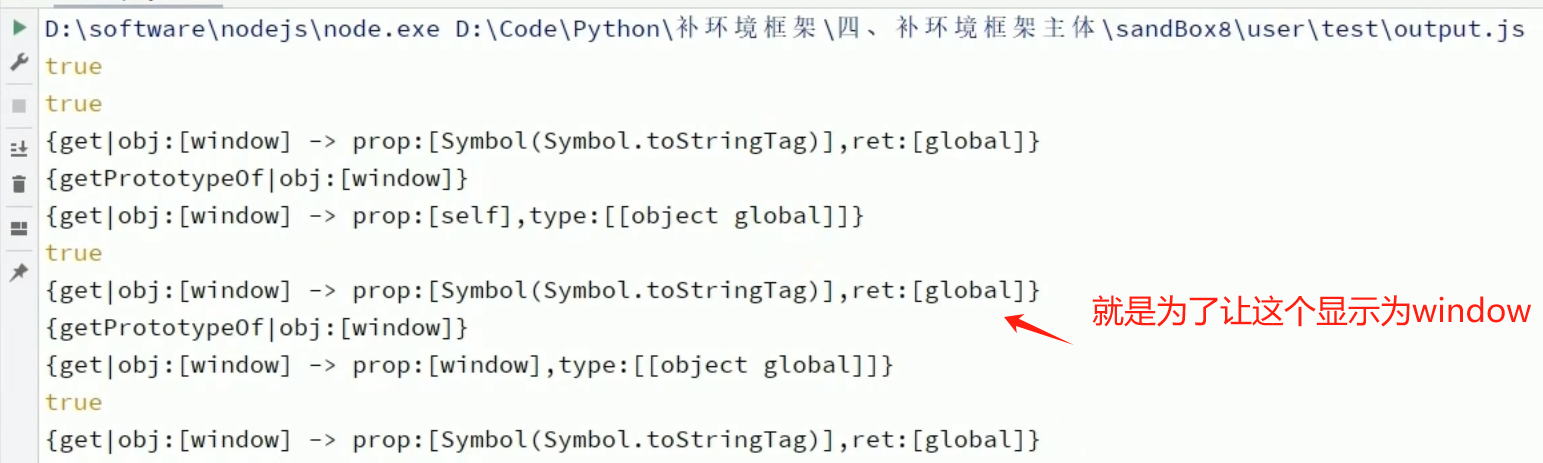 D:\software\nodejs\node.exe D:\Code\Python\补环境框架\四、补环境框架主体\sandBox8\user\test\output.js
true
true
{get|obj:[window] -> prop:[Symbol(Symbol.toStringTag)],ret:[global]}
{getPrototypeOf|obj:[window]}
{get|obj:[window] -> prop:[self],type:[[object global]]}
true
{get|obj:[window] -> prop:[Symbol(Symbol.toStringTag)],ret:[global]}
就是为了让这个显示为window
{getPrototypeOf|obj:[window]}
{get|obj:[window] -> prop:[window],type:[[object global]]}
true
{get|obj:[window] -> prop:[Symbol(Symbol.toStringTag)],ret:[global]}